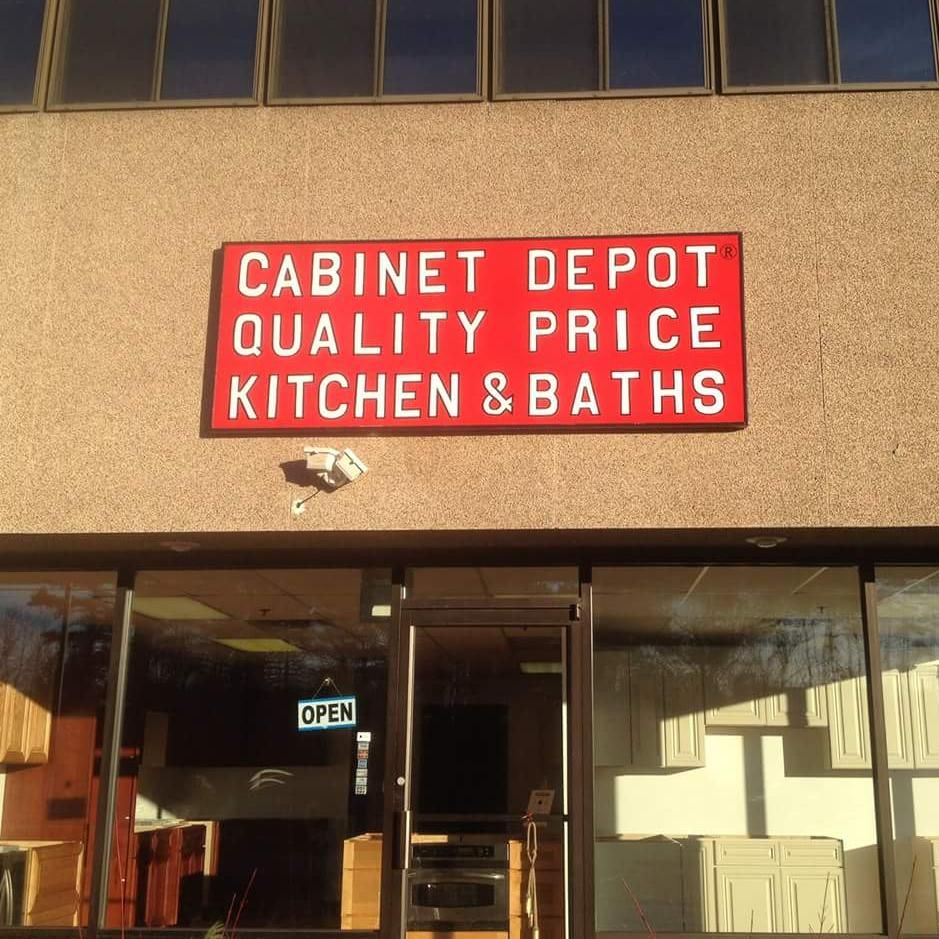 CABINET DEPOT®
QUALITY PRICE
KITCHEN & BATHS
OPEN